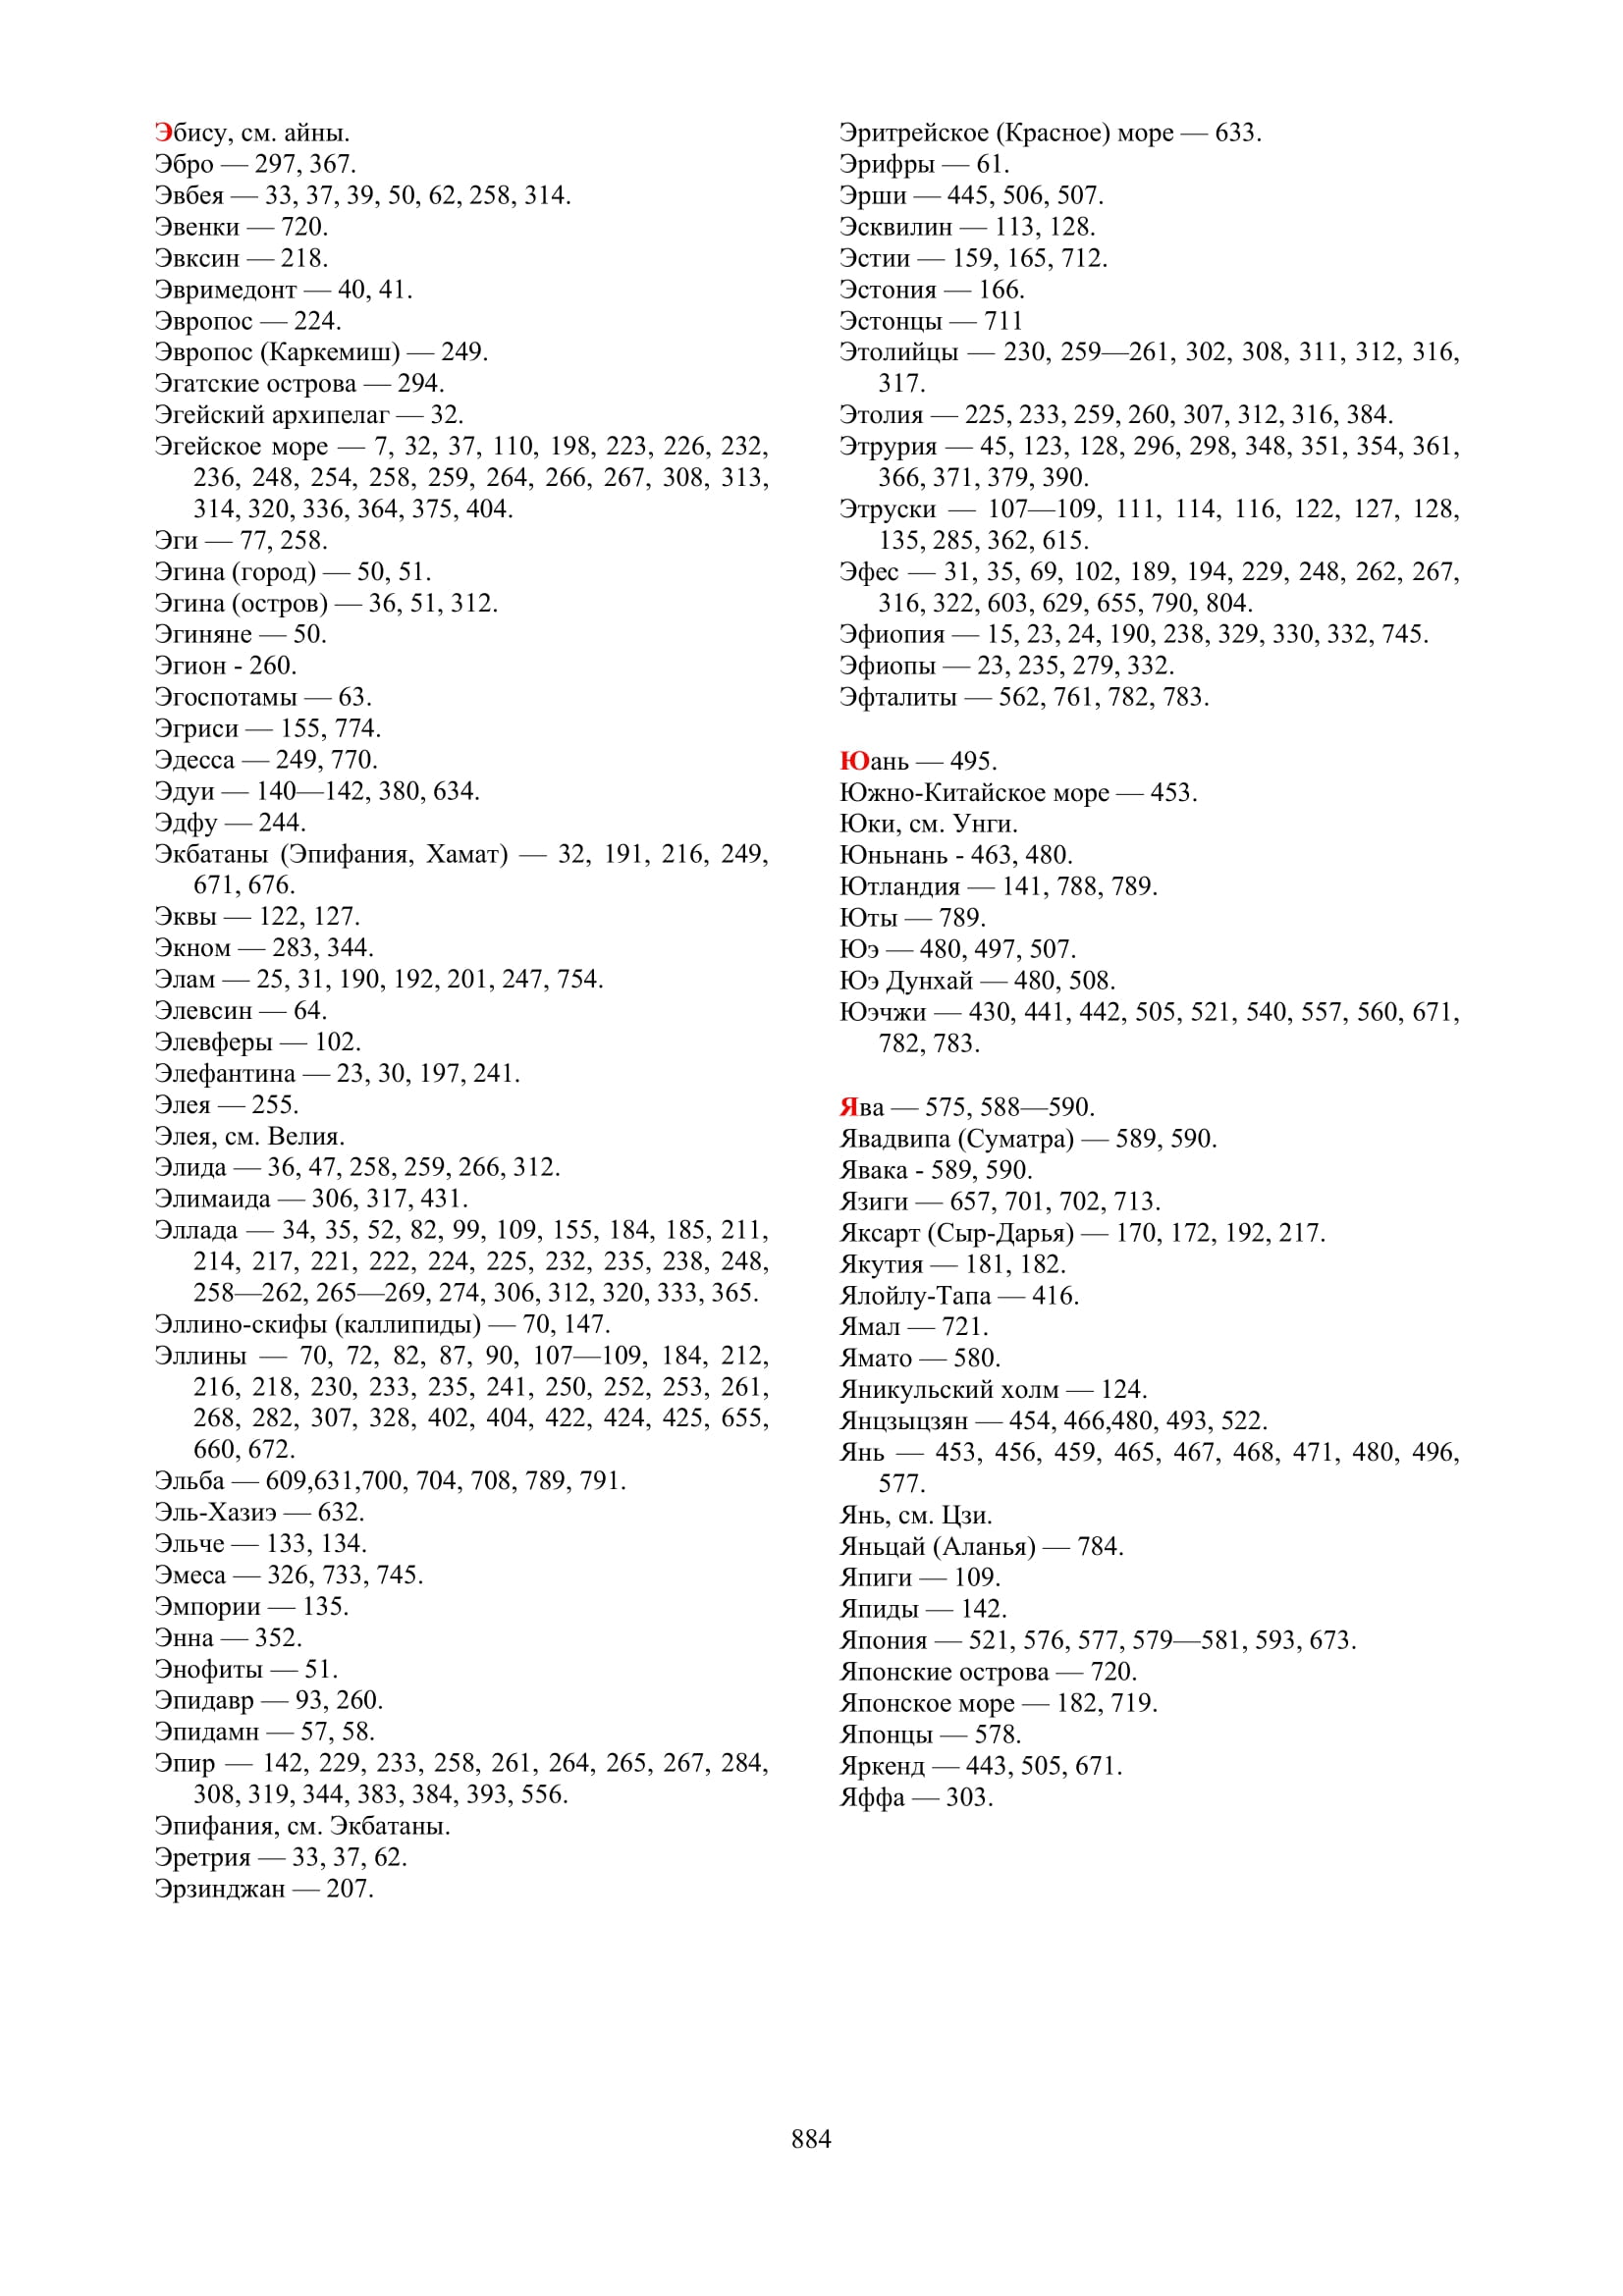 Эбису, см. айны.
Эбро — 297, 367.
Эвбея — 33, 37, 39, 50, 62, 258, 314.
Эвенки — 720.
Эвксин — 218.
Эвримедонт — 40, 41.
Эвропос — 224.
Эвропос (Каркемиш) — 249.
Эгатские острова — 294.
Эгейский архипелаг — 32.
Эгейское море — 7, 32, 37, 110, 198, 223, 226, 232,
236, 248, 254, 258, 259, 264, 266, 267, 308, 313,
314, 320, 336, 364, 375, 404.
Эги — 77, 258.
Эгина (город) — 50, 51.
Эгина (остров) — 36, 51, 312.
Эгиняне — 50.
Эгион - 260.
Эгоспотамы — 63.
Эгриси — 155, 774.
Эдесса — 249, 770.
Эдуи — 140—142, 380, 634.
Эдфу — 244.
Экбатаны (Эпифания, Хамат) — 32, 191, 216, 249,
671, 676.
Эквы — 122, 127.
Экном — 283, 344.
Элам — 25, 31, 190, 192, 201, 247, 754.
Элевсин — 64.
Элевферы — 102.
Элефантина — 23, 30, 197, 241.
Элея — 255.
Элея, см. Велия.
Элида — 36, 47, 258, 259, 266, 312.
Элимаида — 306, 317, 431.
Эллада — 34, 35, 52, 82, 99, 109, 155, 184, 185, 211,
214, 217, 221, 222, 224, 225, 232, 235, 238, 248,
258—262, 265—269, 274, 306, 312, 320, 333, 365.
Эллино-скифы (каллипиды) — 70, 147.
Эллины — 70, 72, 82, 87, 90, 107—109, 184, 212,
216, 218, 230, 233, 235, 241, 250, 252, 253, 261,
268, 282, 307, 328, 402, 404, 422, 424, 425, 655,
660, 672.
Эльба — 609,631,700, 704, 708, 789, 791.
Эль-Хазиэ — 632.
Эльче — 133, 134.
Эмеса — 326, 733, 745.
Эмпории — 135.
Энна — 352.
Энофиты — 51.
Эпидавр — 93, 260.
Эпидамн — 57, 58.
Эпир — 142, 229, 233, 258, 261, 264, 265, 267, 284,
308, 319, 344, 383, 384, 393, 556.
Эпифания, см. Экбатаны.
Эретрия — 33, 37, 62.
Эрзинджан — 207.
Эритрейское (Красное) море — 633.
Эрифры — 61.
Эрши — 445, 506, 507.
Эсквилин — 113, 128.
Эстии — 159, 165, 712.
Эстония — 166.
Эстонцы — 711
Этолийцы — 230, 259—261, 302, 308, 311, 312, 316,
317.
Этолия — 225, 233, 259, 260, 307, 312, 316, 384.
Этрурия — 45, 123, 128, 296, 298, 348, 351, 354, 361,
366, 371, 379, 390.
Этруски — 107—109, 111, 114, 116, 122, 127, 128,
135, 285, 362, 615.
Эфес — 31, 35, 69, 102, 189, 194, 229, 248, 262, 267,
316, 322, 603, 629, 655, 790, 804.
Эфиопия — 15, 23, 24, 190, 238, 329, 330, 332, 745.
Эфиопы — 23, 235, 279, 332.
Эфталиты — 562, 761, 782, 783.
Юань — 495.
Южно-Китайское море — 453.
Юки, см. Унги.
Юньнань - 463, 480.
Ютландия — 141, 788, 789.
Юты — 789.
Юэ — 480, 497, 507.
Юэ Дунхай — 480, 508.
Юэчжи — 430, 441, 442, 505, 521, 540, 557, 560, 671,
782, 783.
Ява — 575, 588—590.
Явадвипа (Суматра) — 589, 590.
Явака - 589, 590.
Язиги — 657, 701, 702, 713.
Яксарт (Сыр-Дарья) — 170, 172, 192, 217.
Якутия — 181, 182.
Ялойлу-Тапа — 416.
Ямал — 721.
Ямато — 580.
Яникульский холм — 124.
Янцзыцзян — 454, 466,480, 493, 522.
Янь — 453, 456, 459, 465, 467, 468, 471, 480, 496,
577.
Янь, см. Цзи.
Яньцай (Аланья) — 784.
Япиги — 109.
Япиды — 142.
Япония — 521, 576, 577, 579—581, 593, 673.
Японские острова — 720.
Японское море — 182, 719.
Японцы — 578.
Яркенд — 443, 505, 671.
Яффа — 303.
884